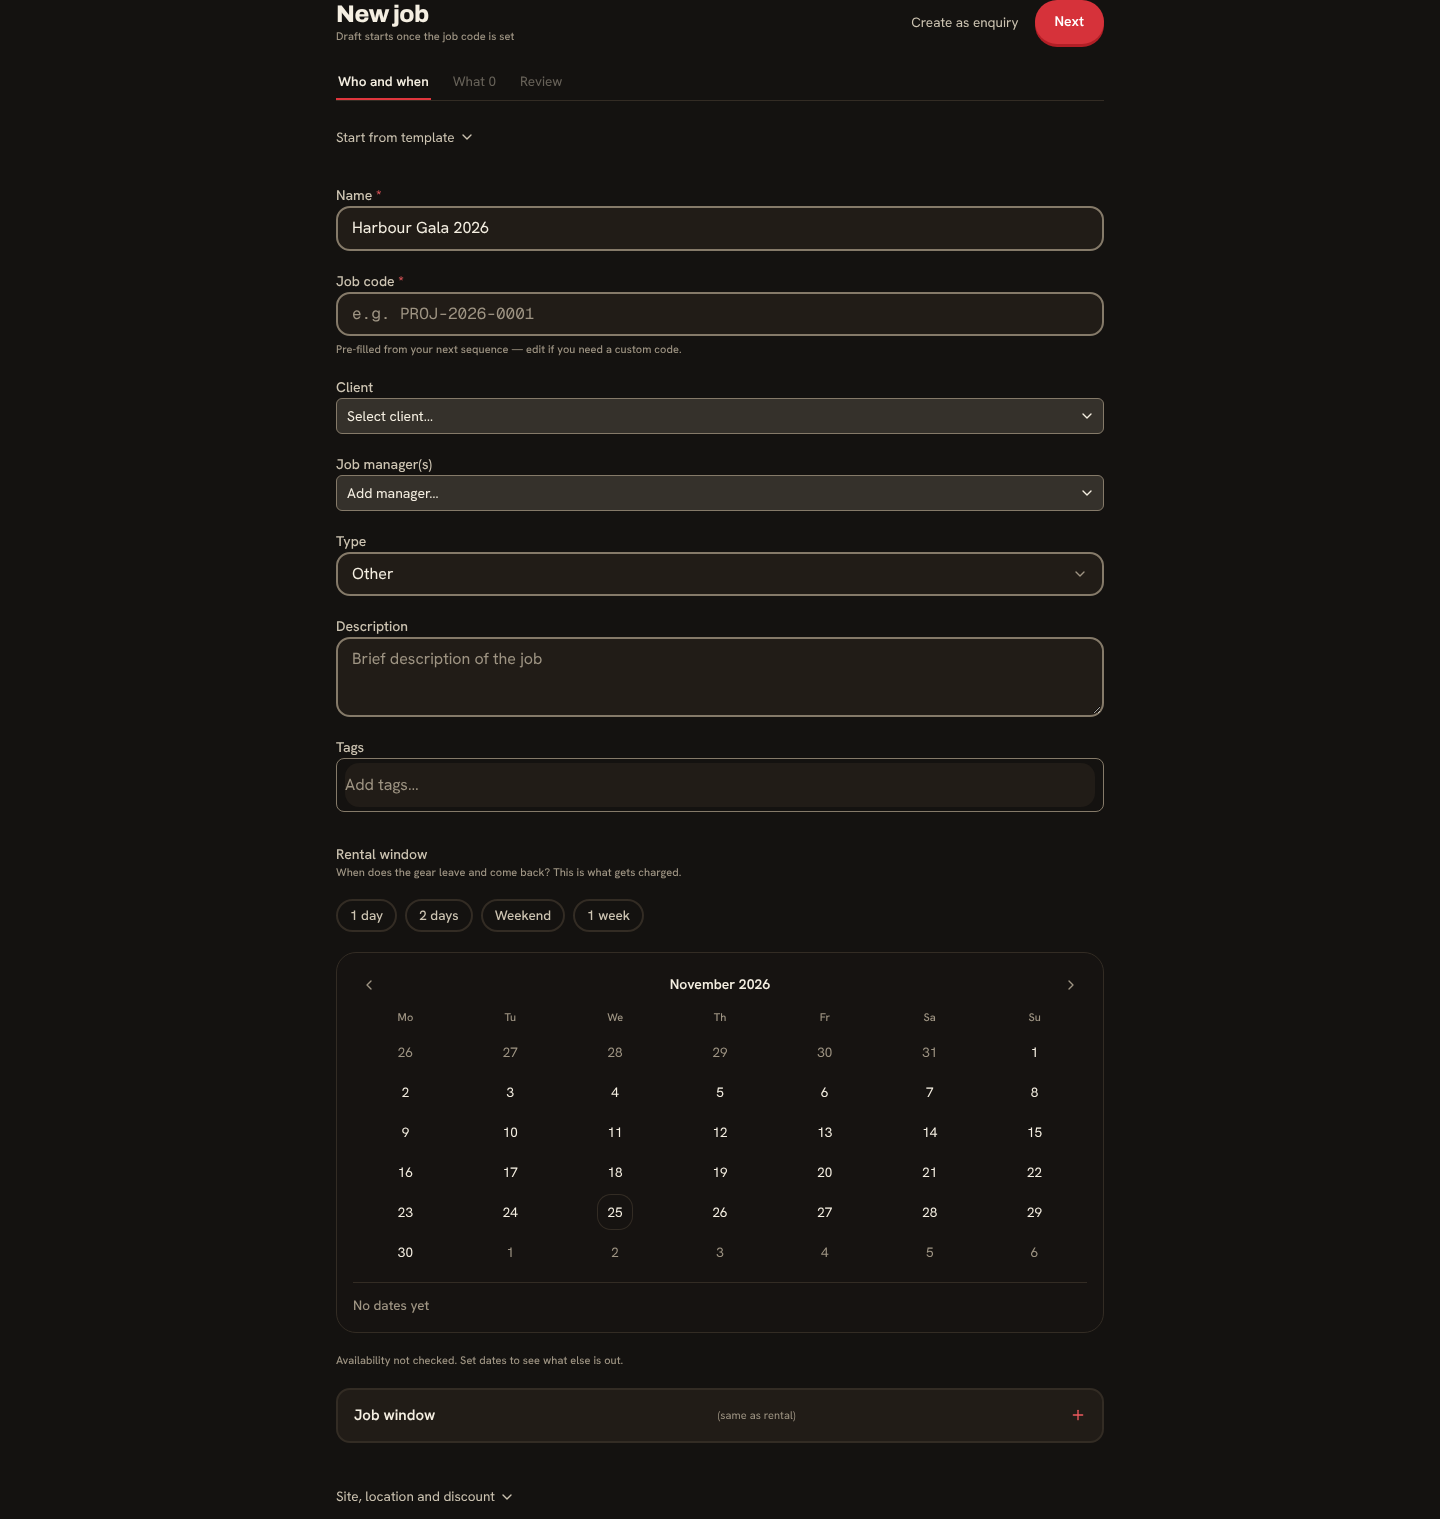 New job
Draft starts once the job code is set
Create as enquiry
Next
Who and when
What 0
Review
Start from template
Name *
Harbour Gala 2026
Job code *
e.g. PROJ-2026-0001
Pre-filled from your next sequence — edit if you need a custom code.
Client
Select client...
Job manager(s)
Add manager...
Type
Other
Description
Brief description of the job
Tags
Add tags...
Rental window
When does the gear leave and come back? This is what gets charged.
1 day
2 days
Weekend
1 week
November 2026
Mo Tu We Th Fr Sa Su
26 27 28 29 30 31 1
2 3 4 5 6 7 8
9 10 11 12 13 14 15
16 17 18 19 20 21 22
23 24 25 26 27 28 29
30 1 2 3 4 5 6
No dates yet
Availability not checked. Set dates to see what else is out.
Job window
(same as rental)
+
Site, location and discount